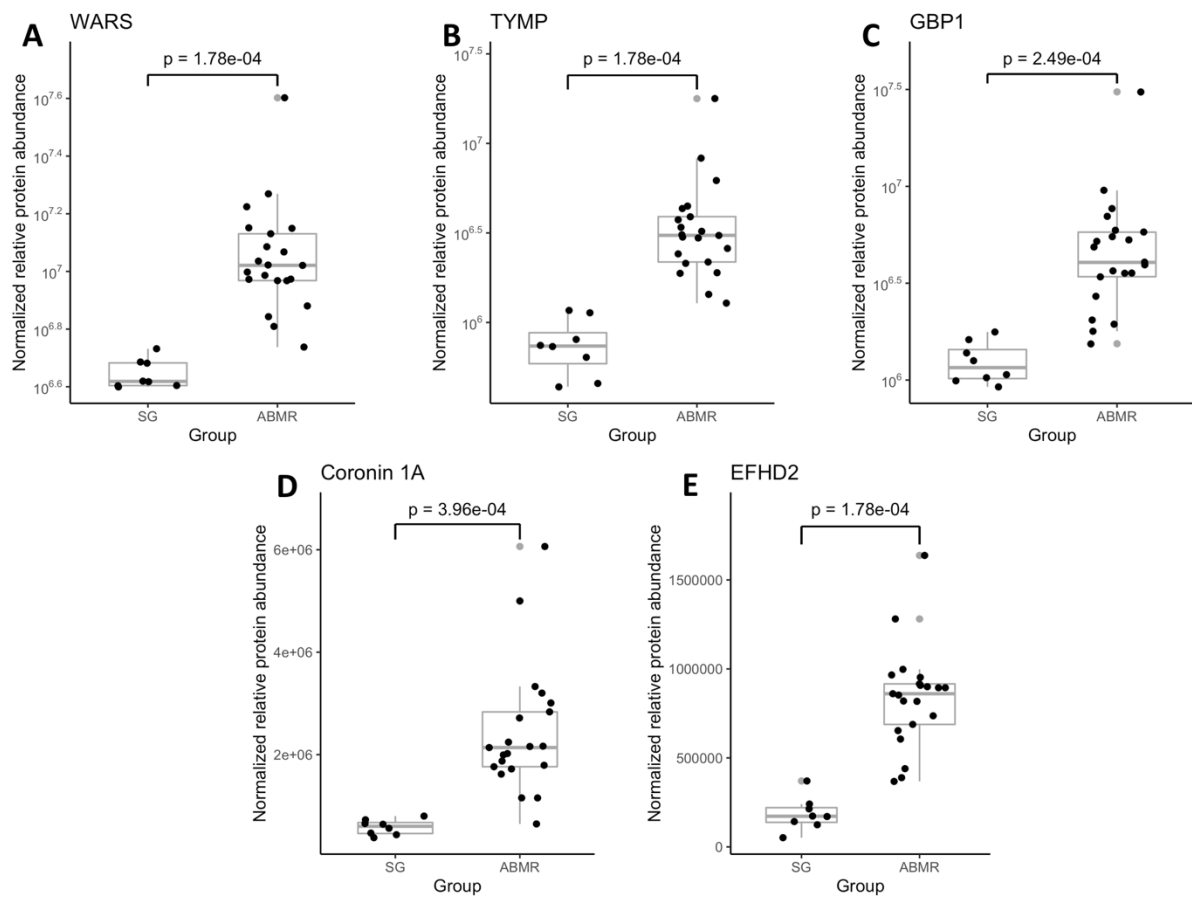 A
WARS
Normalized relative protein abundance
p = 1.78e-04
10^7.6
10^7.4
10^7.2
10^7
10^6.8
10^6.6
SG
ABMR
Group
B
TYMP
Normalized relative protein abundance
p = 1.78e-04
10^7.5
10^7
10^6.5
10^6
SG
ABMR
Group
C
GBP1
Normalized relative protein abundance
p = 2.49e-04
10^7.5
10^7
10^6.5
10^6
SG
ABMR
Group
D
Coronin 1A
Normalized relative protein abundance
p = 3.96e-04
6e+06
4e+06
2e+06
SG
ABMR
Group
E
EFHD2
Normalized relative protein abundance
p = 1.78e-04
1500000
1000000
500000
0
SG
ABMR
Group